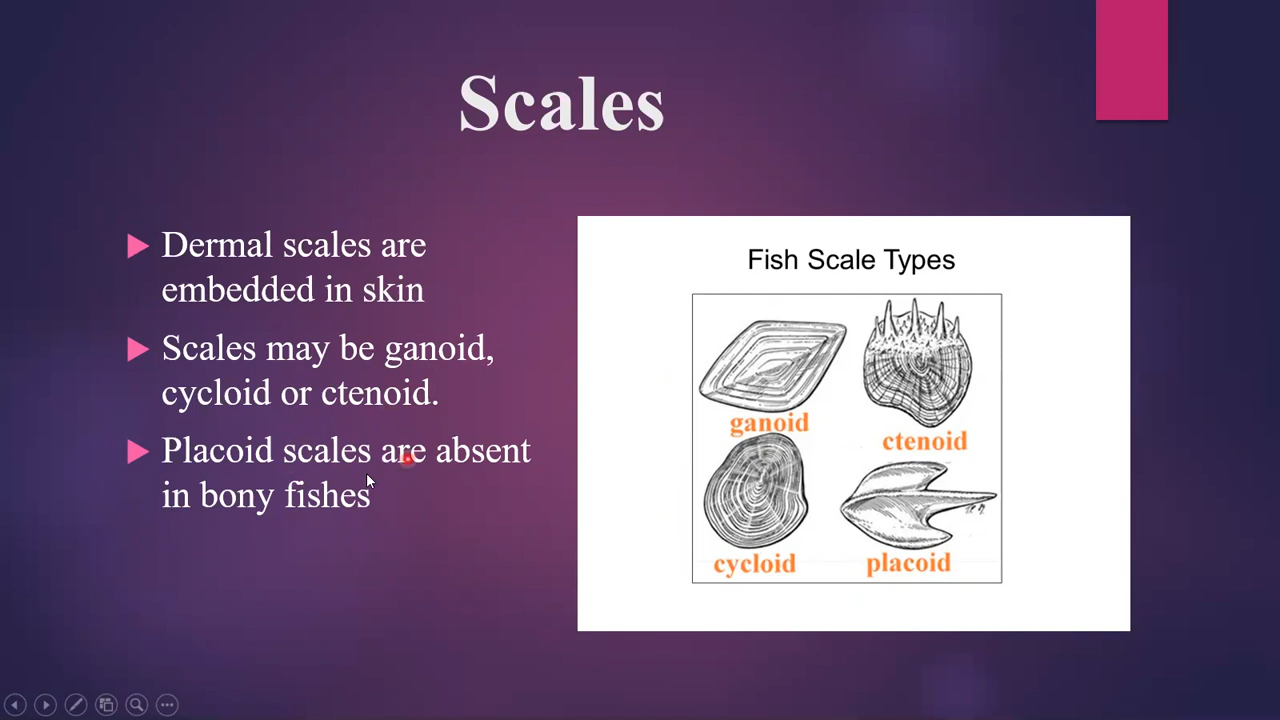 Scales
Dermal scales are
embedded in skin
Scales may be ganoid,
cycloid or ctenoid.
Placoid scales are absent
in bony fishes
Fish Scale Types
ganoid
ctenoid
cycloid
placoid